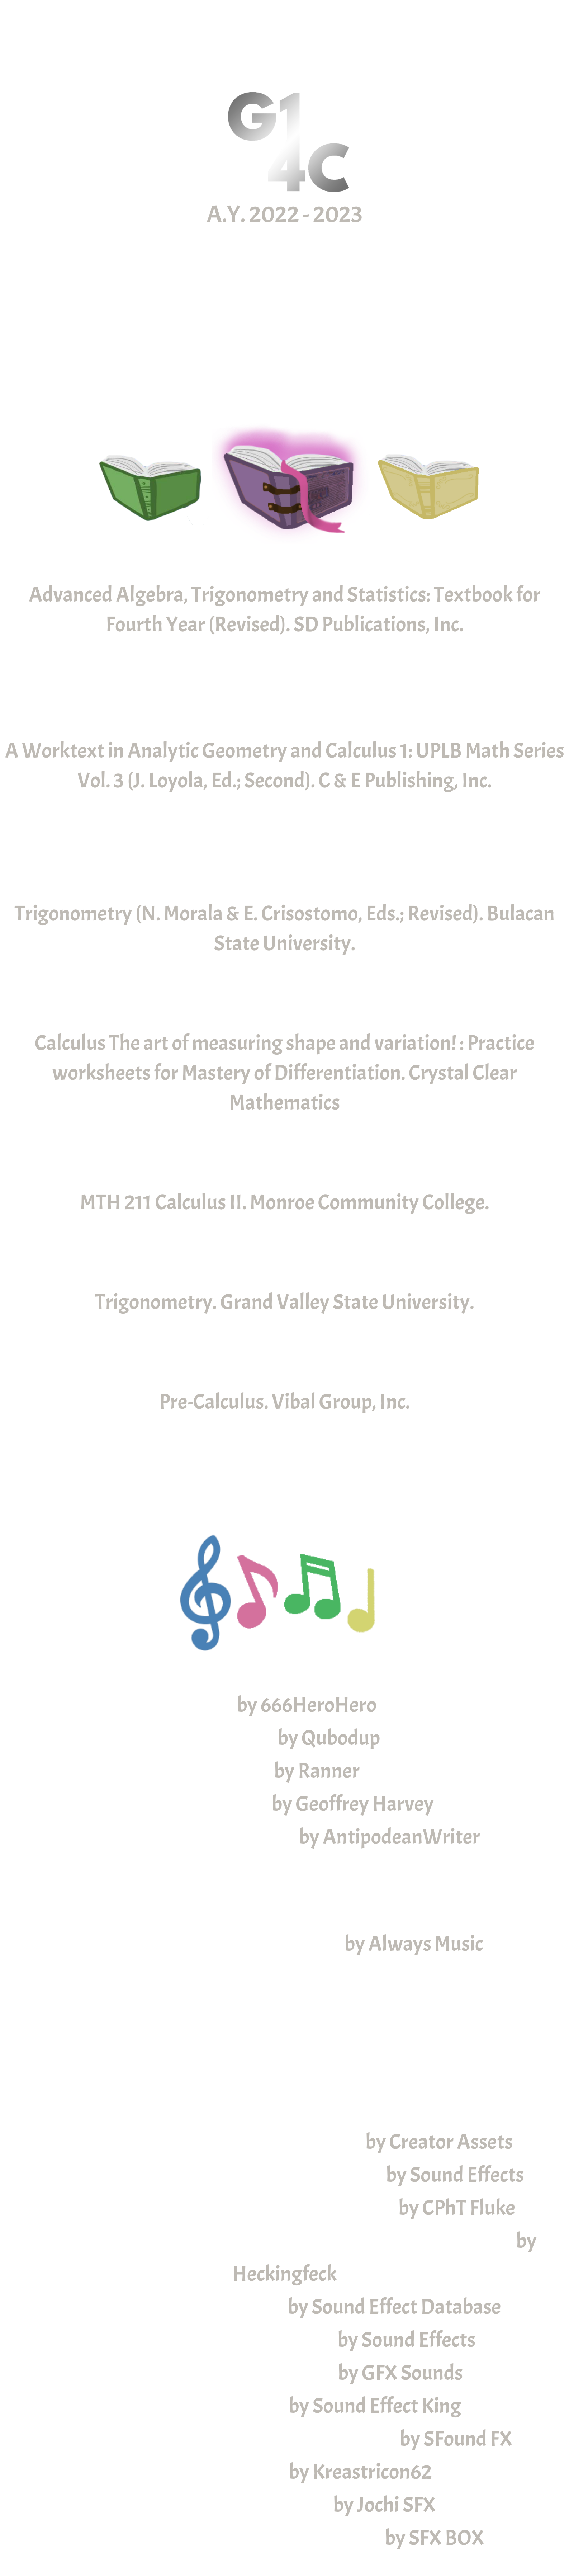 G1
4C
A.Y. 2022 - 2023
Advanced Algebra, Trigonometry and Statistics: Textbook for
Fourth Year (Revised). SD Publications, Inc.
A Worktext in Analytic Geometry and Calculus 1: UPLB Math Series
Vol. 3 (J. Loyola, Ed.; Second). C & E Publishing, Inc.
Trigonometry (N. Morala & E. Crisostomo, Eds.; Revised). Bulacan
State University.
Calculus The art of measuring shape and variation! : Practice
worksheets for Mastery of Differentiation. Crystal Clear
Mathematics
MTH 211 Calculus II. Monroe Community College.
Trigonometry. Grand Valley State University.
Pre-Calculus. Vibal Group, Inc.
by 666HeroHero
by Qubodup
by Ranner
by Geoffrey Harvey
by AntipodeanWriter
by Always Music
by Creator Assets
by Sound Effects
by CPhT Fluke
by
Heckingfeck
by Sound Effect Database
by Sound Effects
by GFX Sounds
by Sound Effect King
by SFound FX
by Kreastricon62
by Jochi SFX
by SFX BOX